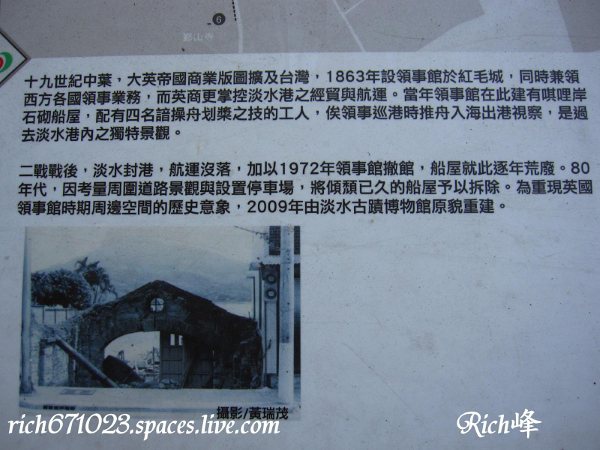 6
十九世紀中葉，大英帝國商業版圖擴及台灣，1863年設領事館於紅毛城，同時兼領
西方各國領事業務，而英商更掌控淡水港之經貿與航運。當年領事館在此建有唭哩岸
石砌船屋，配有四名諳操舟划槳之技的工人，俟領事巡港時推舟入海出港視察，是過
去淡水港內之獨特景觀。
二戰戰後，淡水封港，航運沒落，加以1972年領事館撤館，船屋就此逐年荒廢。80
年代，因考量周圍道路景觀與設置停車場，將傾頹已久的船屋予以拆除。為重現英國
領事館時期周邊空間的歷史意象，2009年由淡水古蹟博物館原貌重建。
攝影/黃瑞茂
rich671023.spaces.live.com/
Rich峰